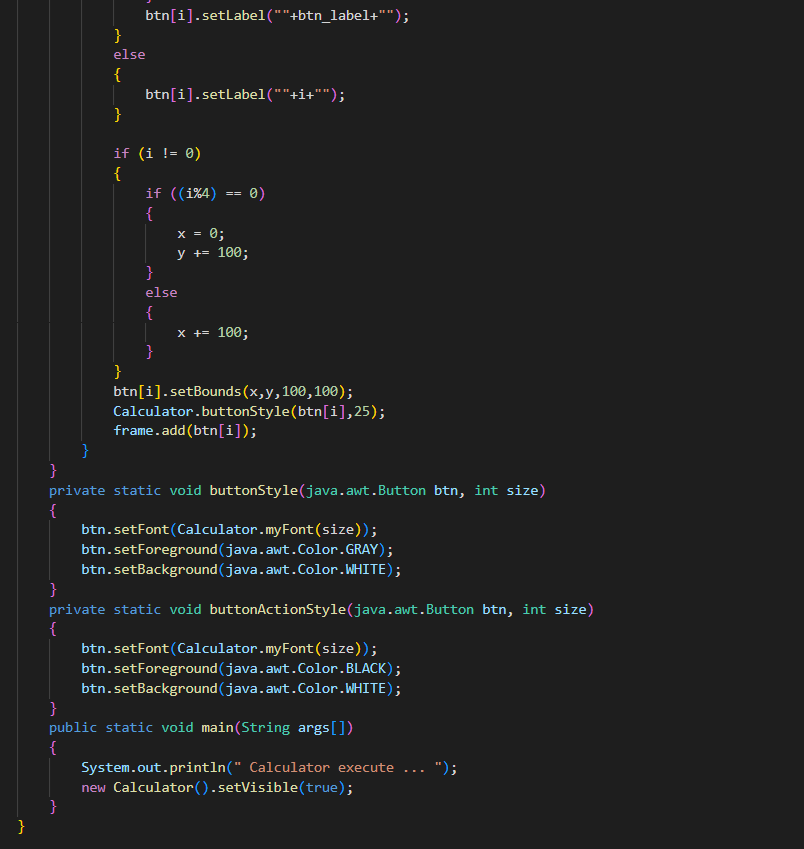 btn[i].setLabel(""+btn_label+"");
}
else
{
btn[i].setLabel(""+i+"");
}
if (i != 0)
{
if ((i%4) == 0)
{
x = 0;
y += 100;
}
else
{
x += 100;
}
}
btn[i].setBounds(x,y,100,100);
Calculator.buttonStyle(btn[i],25);
frame.add(btn[i]);
}
}
private static void buttonStyle(java.awt.Button btn, int size)
{
btn.setFont(Calculator.myFont(size));
btn.setForeground(java.awt.Color.GRAY);
btn.setBackground(java.awt.Color.WHITE);
}
private static void buttonActionStyle(java.awt.Button btn, int size)
{
btn.setFont(Calculator.myFont(size));
btn.setForeground(java.awt.Color.BLACK);
btn.setBackground(java.awt.Color.WHITE);
}
public static void main(String args[])
{
System.out.println(" Calculator execute ... ");
new Calculator().setVisible(true);
}
}